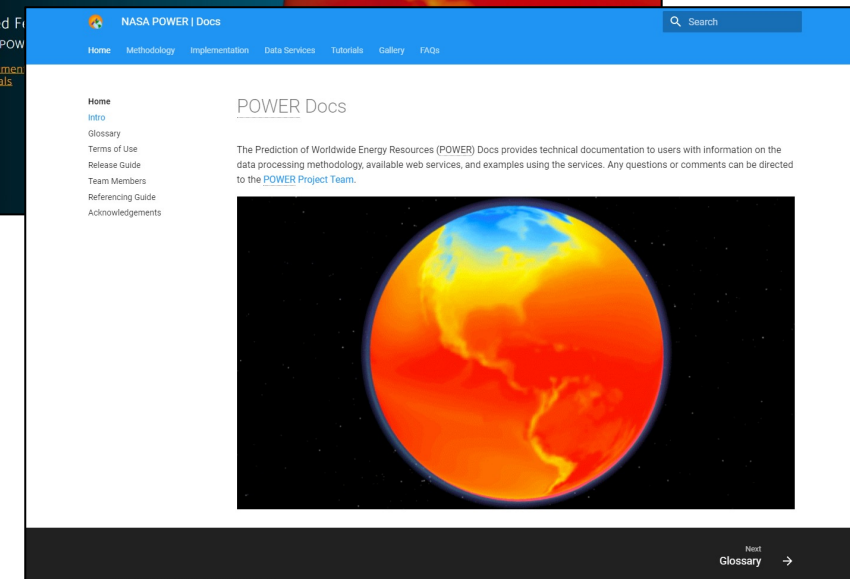 d F
POW
men
als
NASA POWER | Docs
Search
Home Methodology Implementation Data Services Tutorials Gallery FAQs
Home
Intro
Glossary
Terms of Use
Release Guide
Team Members
Referencing Guide
Acknowledgements
POWER Docs
The Prediction of Worldwide Energy Resources (POWER) Docs provides technical documentation to users with information on the
data processing methodology, available web services, and examples using the services. Any questions or comments can be directed
to the POWER Project Team.
Next
Glossary →